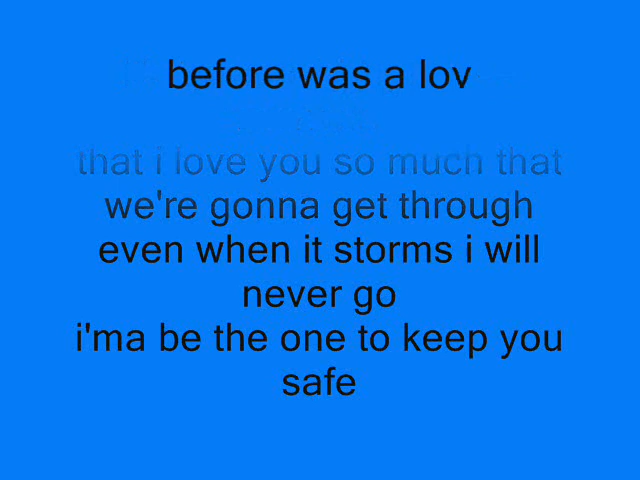 before was a lov
that i love you so much that
we're gonna get through
even when it storms i will
never go
i'ma be the one to keep you
safe